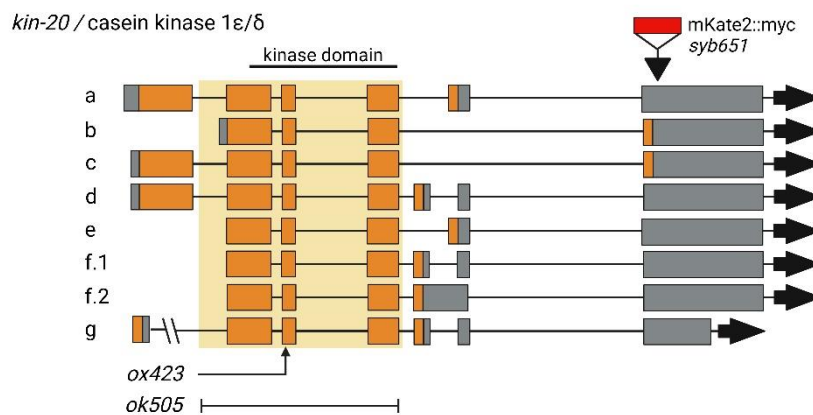 kin-20 / casein kinase 1ε/δ
kinase domain
mKate2::myc
syb651
a
b
c
d
e
f.1
f.2
g
ox423
ok505